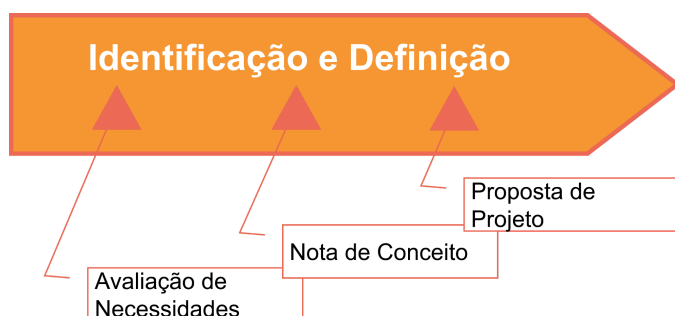 Identificação e Definição
Proposta de
Projeto
Nota de Conceito
Avaliação de
Necessidades